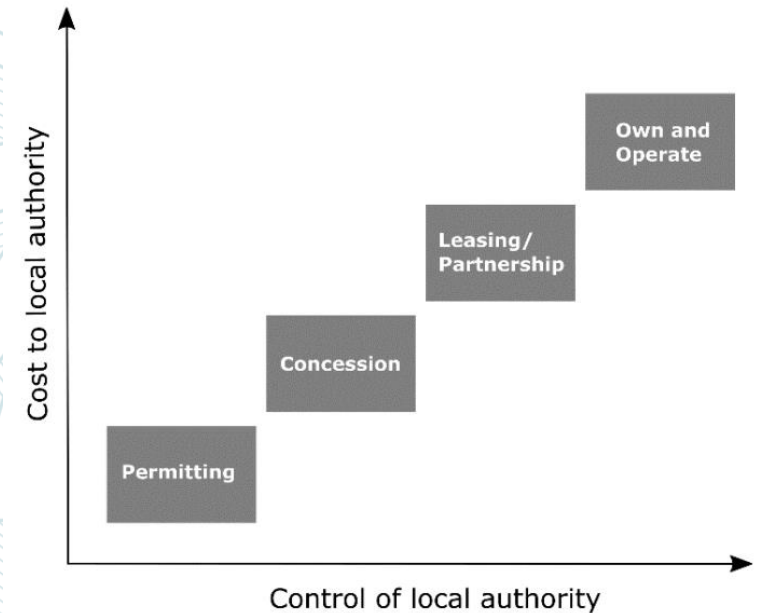 Cost to local authority
Own and
Operate
Leasing/
Partnership
Concession
Permitting
Control of local authority